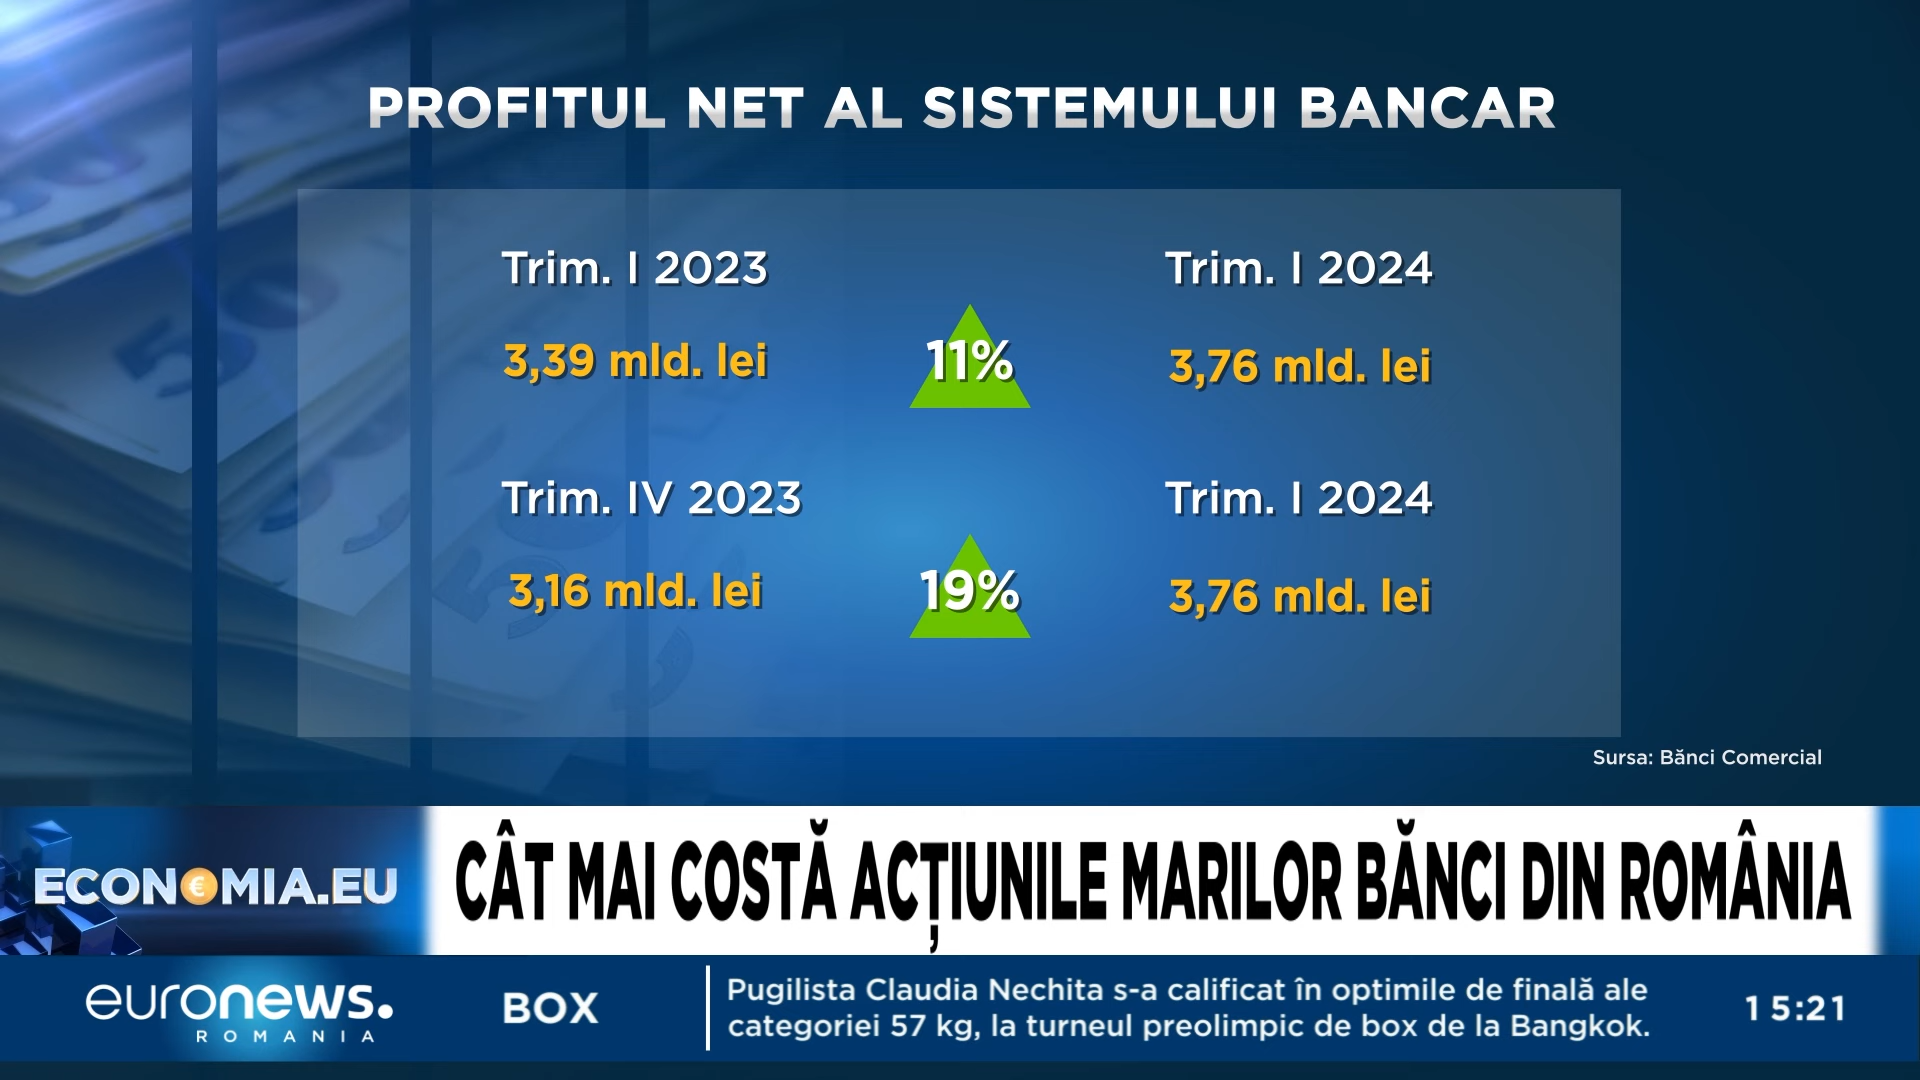 PROFITUL NET AL SISTEMULUI BANCAR
Trim. I 2023
Trim. I 2024
3,39 mld. lei
11%
3,76 mld. lei
Trim. IV 2023
Trim. I 2024
3,16 mld. lei
19%
3,76 mld. lei
Sursa: Bănci Comercial
ECONOMIA.EU
CÂT MAI COSTĂ ACȚIUNILE MARILOR BĂNCI DIN ROMÂNIA
euronews.
ROMANIA
BOX
Pugilista Claudia Nechita s-a calificat în optimile de finală ale
categoriei 57 kg, la turneul preolimpic de box de la Bangkok.
15:21